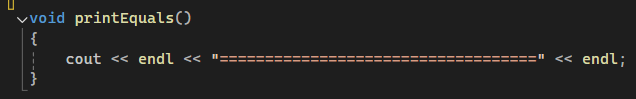 void printEquals()
{
cout << endl << "===================================" << endl;
}